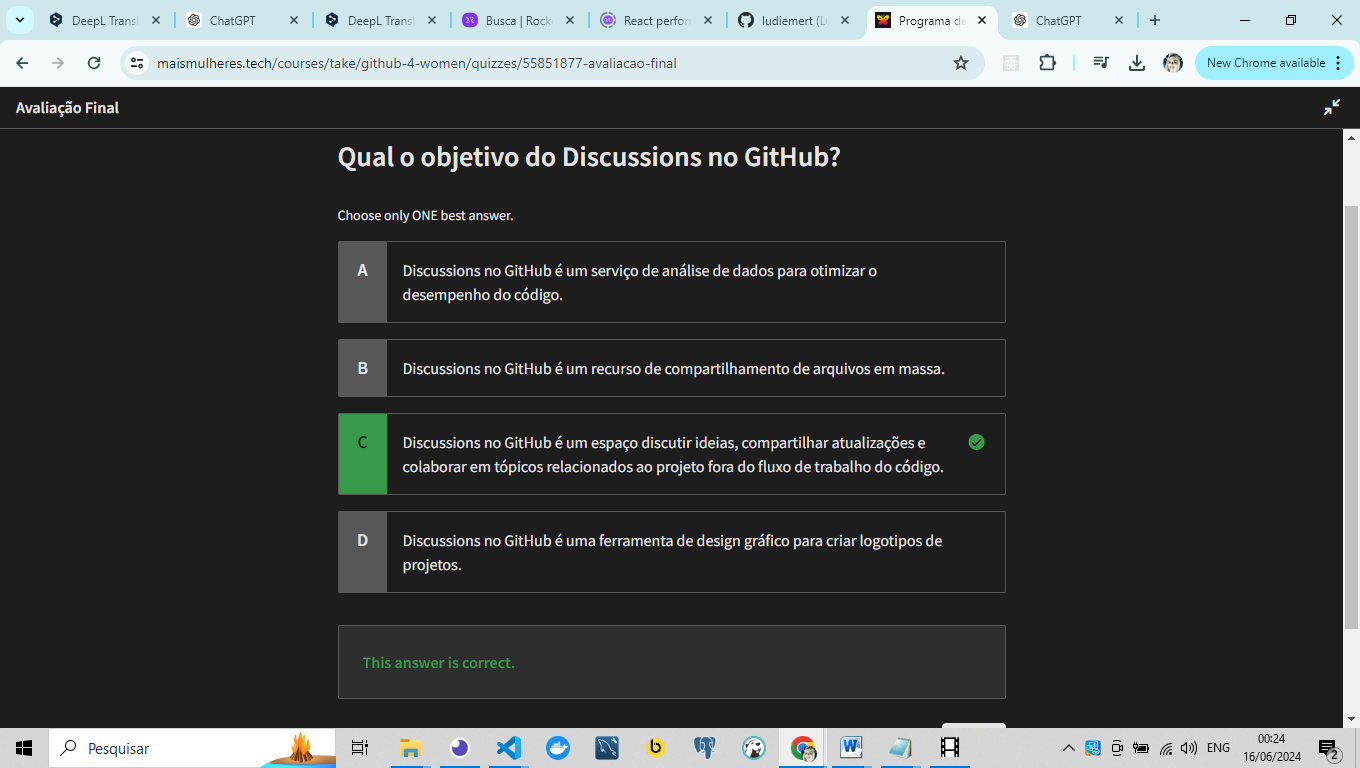 DeepL Transl
ChatGPT
DeepL Transl
Busca | Rock
React perfor
ludiemert (Lu
Programa de
ChatGPT
maismulheres.tech/courses/take/github-4-women/quizzes/55851877-avaliacao-final
New Chrome available
Avaliação Final
Qual o objetivo do Discussions no GitHub?
Choose only ONE best answer.
A
Discussions no GitHub é um serviço de análise de dados para otimizar o
desempenho do código.
B
Discussions no GitHub é um recurso de compartilhamento de arquivos em massa.
C
Discussions no GitHub é um espaço discutir ideias, compartilhar atualizações e
colaborar em tópicos relacionados ao projeto fora do fluxo de trabalho do código.
D
Discussions no GitHub é uma ferramenta de design gráfico para criar logotipos de
projetos.
This answer is correct.
Pesquisar
ENG
00:24
16/06/2024
2